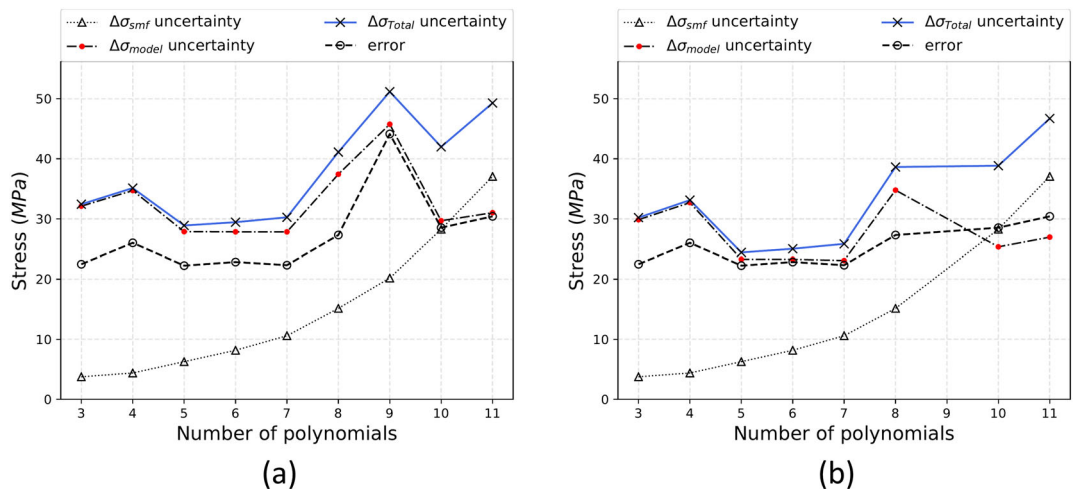 Δσsmf uncertainty
Δσmodel uncertainty
ΔσTotal uncertainty
error
Stress (MPa)
50
40
30
20
10
0
3 4 5 6 7 8 9 10 11
Number of polynomials
(a)
Δσsmf uncertainty
Δσmodel uncertainty
ΔσTotal uncertainty
error
Stress (MPa)
50
40
30
20
10
0
3 4 5 6 7 8 9 10 11
Number of polynomials
(b)